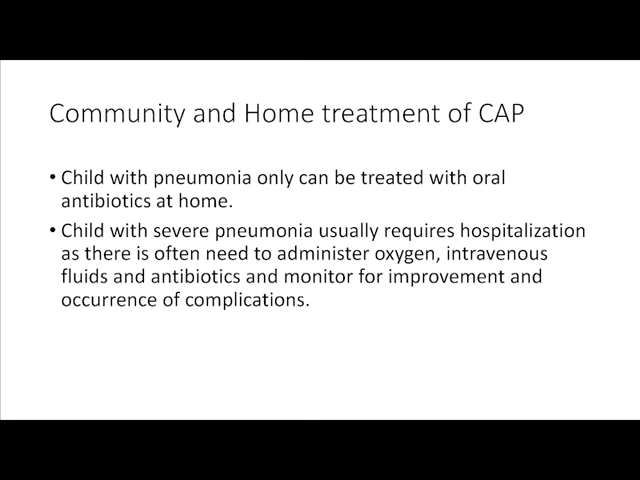 Community and Home treatment of CAP
• Child with pneumonia only can be treated with oral
antibiotics at home.
• Child with severe pneumonia usually requires hospitalization
as there is often need to administer oxygen, intravenous
fluids and antibiotics and monitor for improvement and
occurrence of complications.